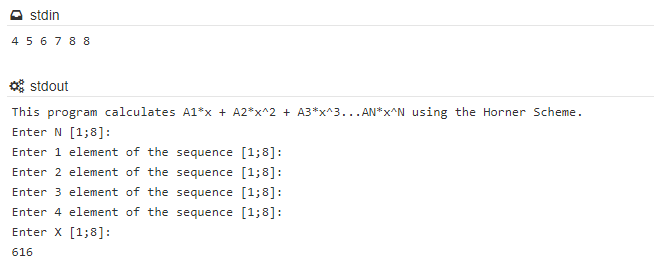 stdin
4 5 6 7 8 8
stdout
This program calculates A1*x + A2*x^2 + A3*x^3...AN*x^N using the Horner Scheme.
Enter N [1;8]:
Enter 1 element of the sequence [1;8]:
Enter 2 element of the sequence [1;8]:
Enter 3 element of the sequence [1;8]:
Enter 4 element of the sequence [1;8]:
Enter X [1;8]:
616